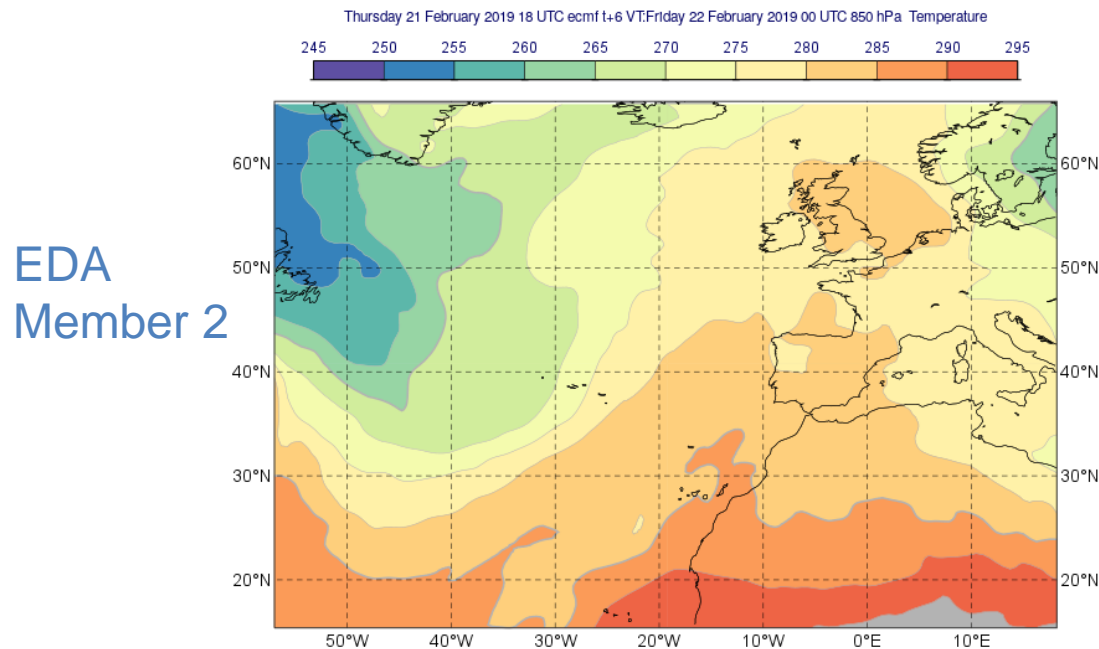 Thursday 21 February 2019 18 UTC ecmf t+6 VT:Friday 22 February 2019 00 UTC 850 hPa Temperature
245 250 255 260 265 270 275 280 285 290 295
60°N 60°N
EDA
Member 2
50°N 50°N
40°N 40°N
30°N 30°N
20°N 20°N
50°W 40°W 30°W 20°W 10°W 0°E 10°E